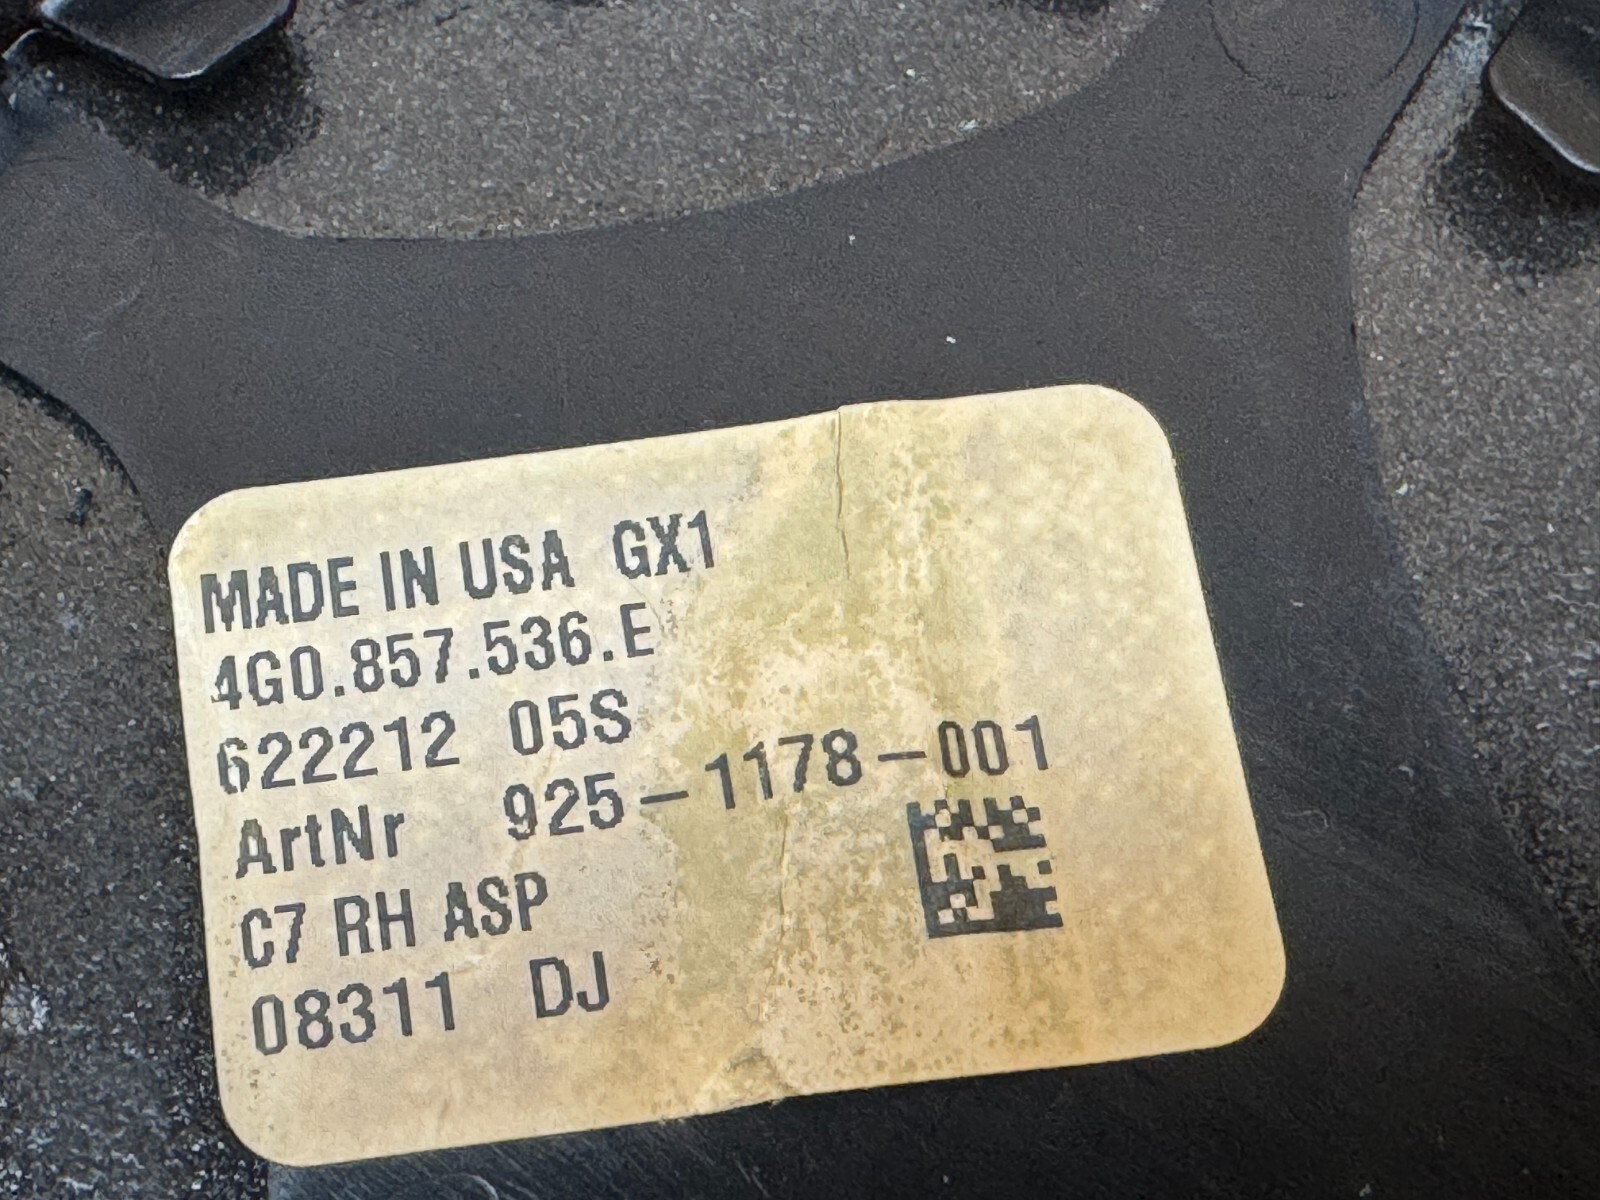 MADE IN USA GX1
4G0.857.536.E
622212 05S
ArtNr 925-1178-001
C7 RH ASP
08311 DJ